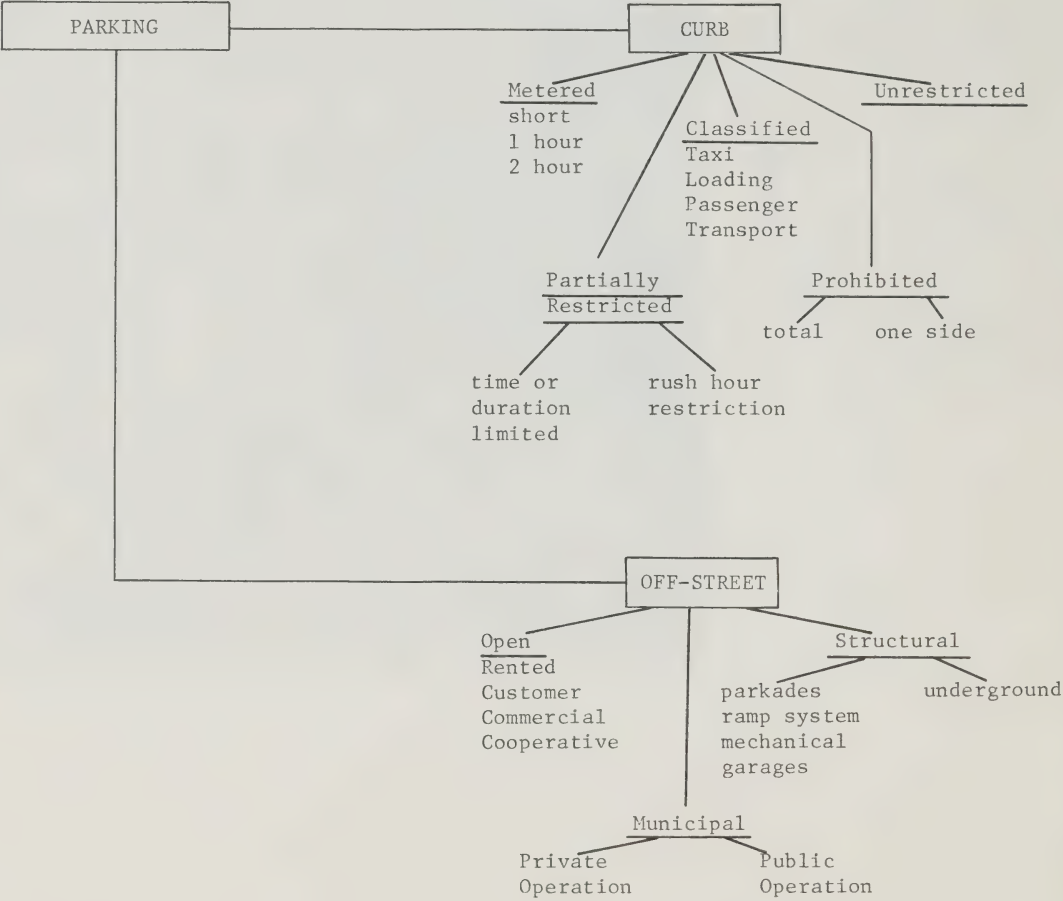 PARKING
CURB
Metered
short
1 hour
2 hour
Classified
Taxi
Loading
Passenger
Transport
Unrestricted
Partially
Restricted
time or
duration
limited
rush hour
restriction
Prohibited
total
one side
OFF-STREET
Open
Rented
Customer
Commercial
Cooperative
Structural
parkades
ramp system
mechanical
garages
underground
Municipal
Private
Operation
Public
Operation